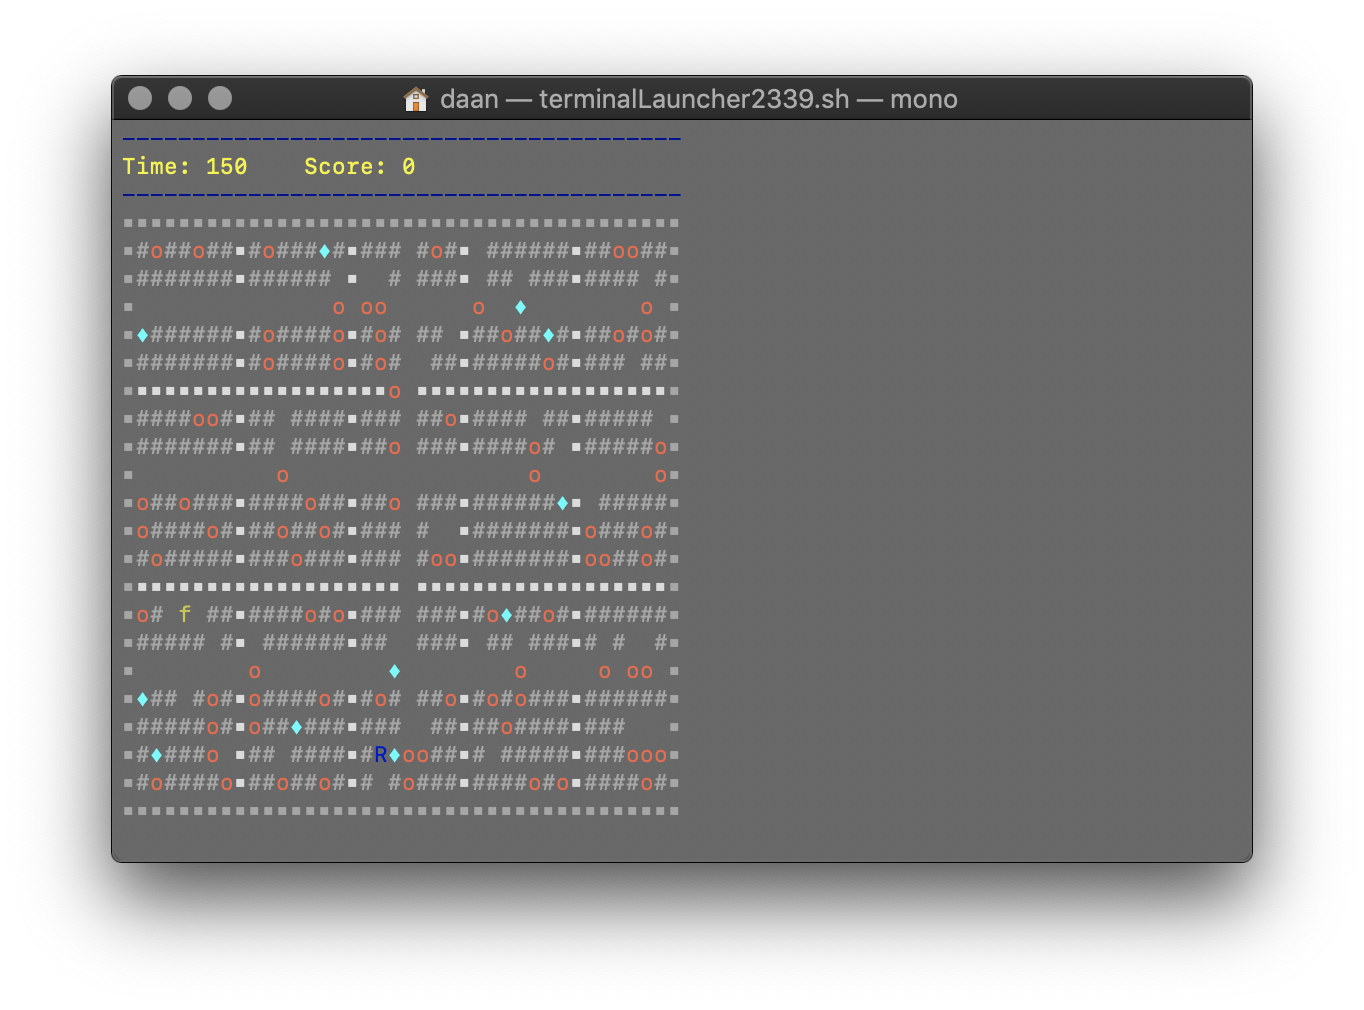 🏠 daan — terminalLauncher2339.sh — mono
————————————————————————————————————————
Time: 150    Score: 0
————————————————————————————————————————
▪▪▪▪▪▪▪▪▪▪▪▪▪▪▪▪▪▪▪▪▪▪▪▪▪▪▪▪▪▪▪▪▪▪▪▪▪▪▪▪
▪#o##o##▪#o###♦#▪### #o#▪ ######▪##oo##▪
▪#######▪###### ▪  # ###▪ ## ###▪#### #▪
▪              o oo      o  ♦        o ▪
▪♦######▪#o####o▪#o# ## ▪##o##♦#▪##o#o#▪
▪#######▪#o####o▪#o#  ##▪#####o#▪### ##▪
▪▪▪▪▪▪▪▪▪▪▪▪▪▪▪▪▪▪▪o ▪▪▪▪▪▪▪▪▪▪▪▪▪▪▪▪▪▪▪
▪####oo#▪## ####▪### ##o▪#### ##▪##### ▪
▪#######▪## ####▪##o ###▪####o# ▪#####o▪
▪          o                 o        o▪
▪o##o###▪####o##▪##o ###▪######♦▪ #####▪
▪o####o#▪##o##o#▪### #  ▪#######▪o###o#▪
▪#o#####▪###o###▪### #oo▪#######▪oo##o#▪
▪▪▪▪▪▪▪▪▪▪▪▪▪▪▪▪▪▪▪▪ ▪▪▪▪▪▪▪▪▪▪▪▪▪▪▪▪▪▪▪
▪o# f ##▪####o#o▪### ###▪#o♦##o#▪######▪
▪##### #▪ ######▪##  ###▪ ## ###▪# #  #▪
▪        o         ♦        o     o oo ▪
▪♦## #o#▪o####o#▪#o# ##o▪#o#o###▪######▪
▪#####o#▪o##♦###▪###  ##▪##o####▪###   ▪
▪#♦###o ▪## ####▪#R♦oo##▪# #####▪###ooo▪
▪#o####o▪##o##o#▪# #o###▪####o#o▪####o#▪
▪▪▪▪▪▪▪▪▪▪▪▪▪▪▪▪▪▪▪▪▪▪▪▪▪▪▪▪▪▪▪▪▪▪▪▪▪▪▪▪